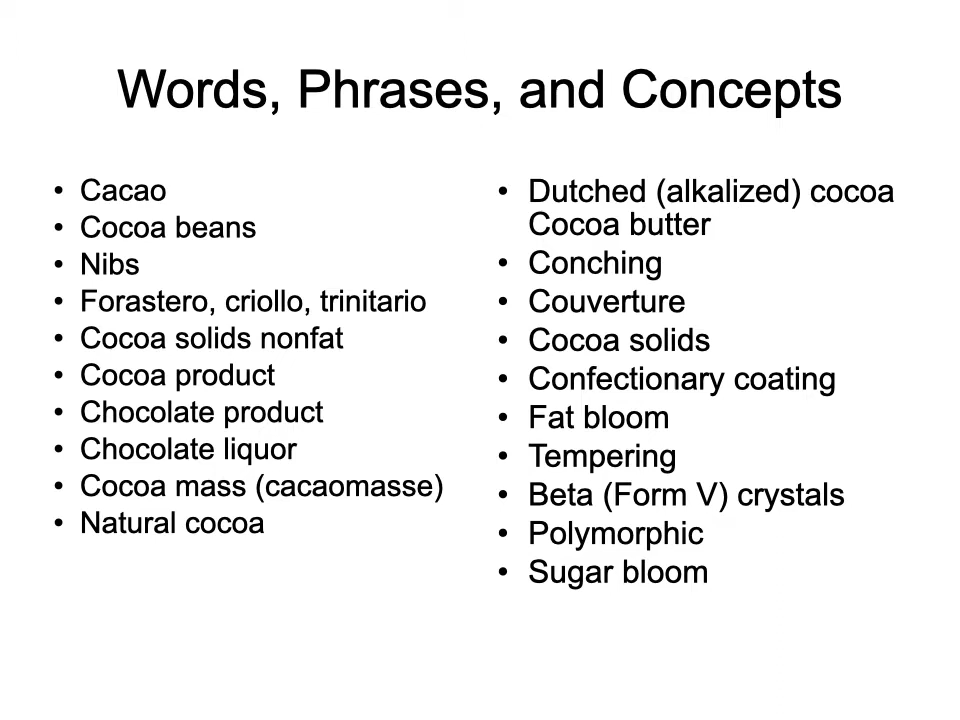 Words, Phrases, and Concepts
• Cacao
• Cocoa beans
• Nibs
• Forastero, criollo, trinitario
• Cocoa solids nonfat
• Cocoa product
• Chocolate product
• Chocolate liquor
• Cocoa mass (cacaomasse)
• Natural cocoa
• Dutched (alkalized) cocoa
Cocoa butter
• Conching
• Couverture
• Cocoa solids
• Confectionary coating
• Fat bloom
• Tempering
• Beta (Form V) crystals
• Polymorphic
• Sugar bloom